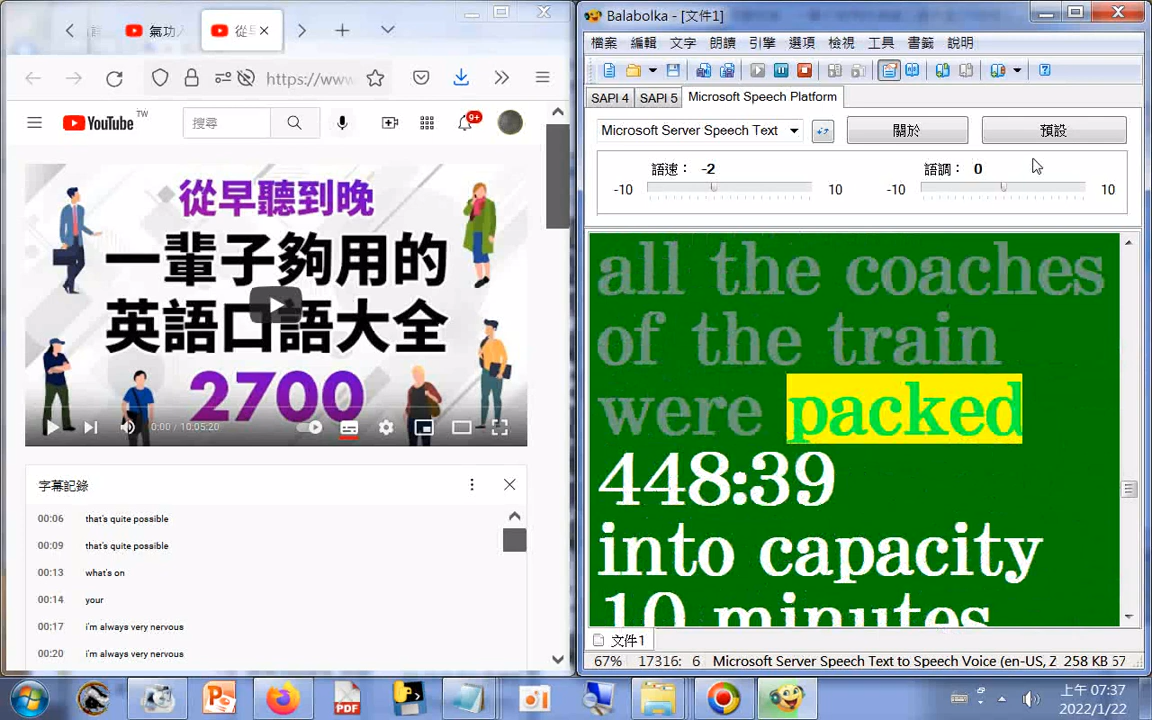 氣功
從
https://www
YouTube TW
搜尋
9+
從早聽到晚
一輩子夠用的
英語口語大全
2700
0:00 / 10:05:20
字幕記錄
00:06 that's quite possible
00:09 that's quite possible
00:13 what's on
00:14 your
00:17 i'm always very nervous
00:20 i'm always very nervous
Balabolka - [文件1]
檔案 編輯 文字 朗讀 引擎 選項 檢視 工具 書籤 說明
SAPI 4 SAPI 5 Microsoft Speech Platform
Microsoft Server Speech Text
關於 預設
語速： -2 語調： 0
-10 10 -10 10
all the coaches
of the train
were packed
448:39
into capacity
10 minutes
文件1
67% 17316: 6 Microsoft Server Speech Text to Speech Voice (en-US, Z 258 KB 57
PDF
上午 07:37
2022/1/22